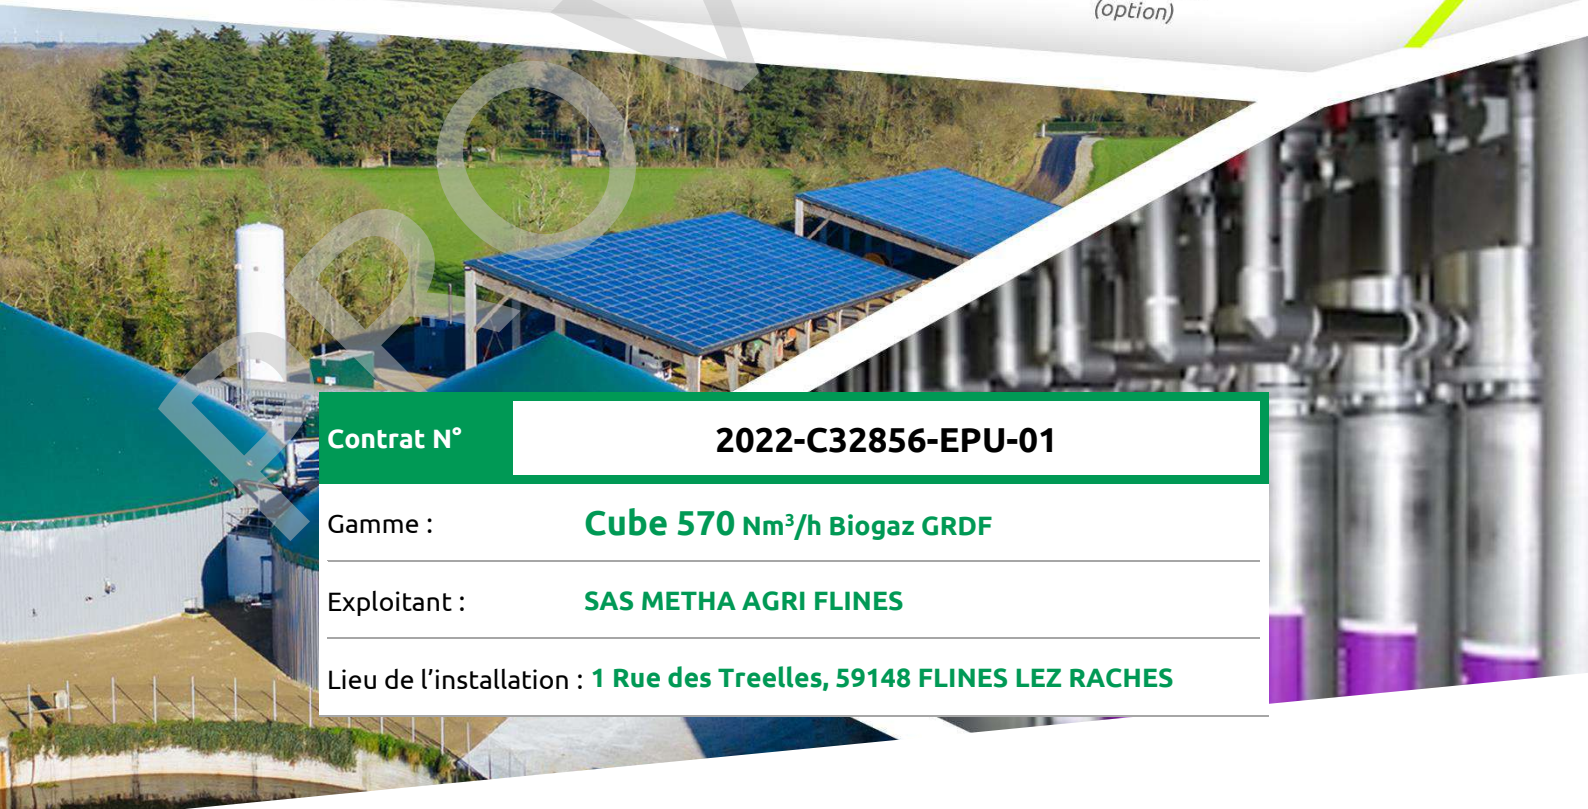 (option)
PROV
Contrat N° 2022-C32856-EPU-01
Gamme : Cube 570 Nm³/h Biogaz GRDF
Exploitant : SAS METHA AGRI FLINES
Lieu de l’installation : 1 Rue des Treelles, 59148 FLINES LEZ RACHES